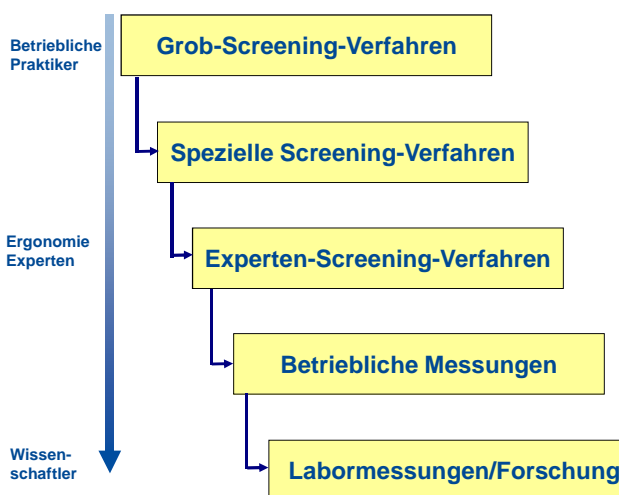 Betriebliche
Praktiker
Grob-Screening-Verfahren
Spezielle Screening-Verfahren
Ergonomie
Experten
Experten-Screening-Verfahren
Betriebliche Messungen
Wissen-
schaftler
Labormessungen/Forschung